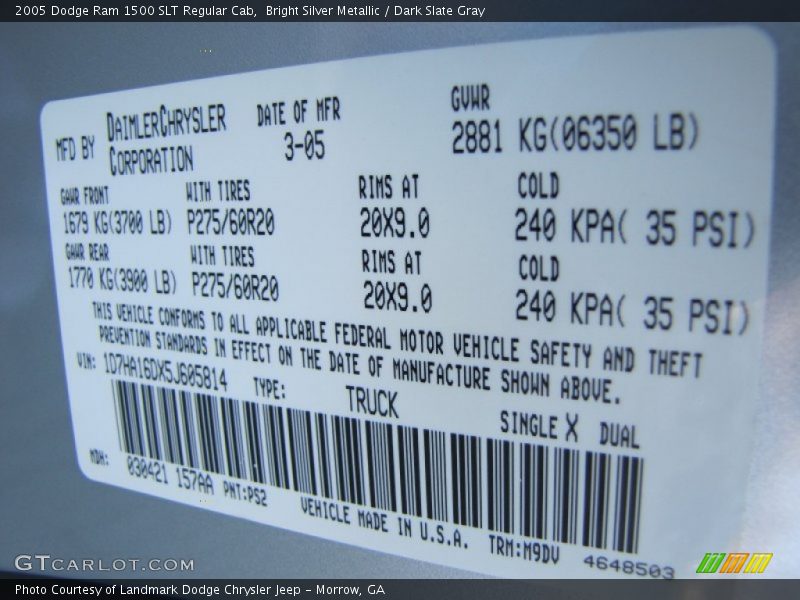 2005 Dodge Ram 1500 SLT Regular Cab,  Bright Silver Metallic / Dark Slate Gray
MFD BY DAIMLERCHRYSLER CORPORATION
DATE OF MFR 3-05
GVWR 2881 KG(06350 LB)
GAWR FRONT WITH TIRES RIMS AT COLD
1679 KG(3700 LB) P275/60R20 20X9.0 240 KPA( 35 PSI)
GAWR REAR WITH TIRES RIMS AT COLD
1770 KG(3900 LB) P275/60R20 20X9.0 240 KPA( 35 PSI)
THIS VEHICLE CONFORMS TO ALL APPLICABLE FEDERAL MOTOR VEHICLE SAFETY AND THEFT
PREVENTION STANDARDS IN EFFECT ON THE DATE OF MANUFACTURE SHOWN ABOVE.
VIN: 1D7HA16DX5J605814 TYPE: TRUCK SINGLE X DUAL
MDH: 030421 157AA PNT:PS2
VEHICLE MADE IN U.S.A. TRM:M9DV 4648503
GTCARLOT.COM
Photo Courtesy of Landmark Dodge Chrysler Jeep – Morrow, GA